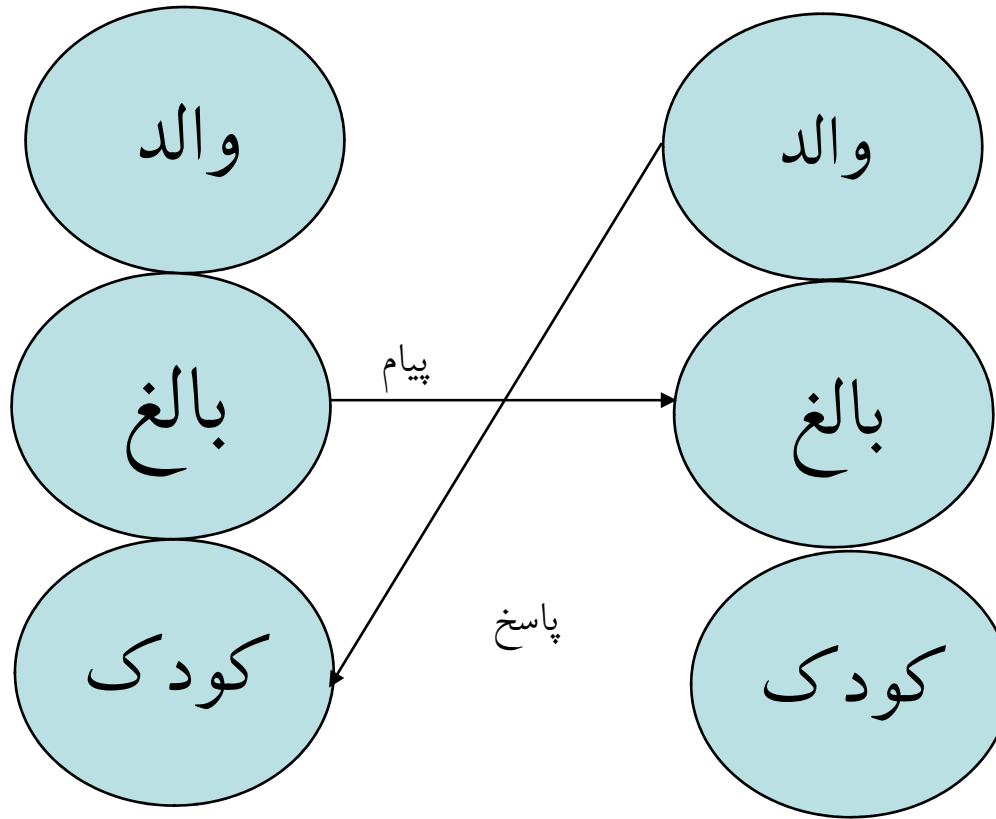 والد
والد
پیام
بالغ
بالغ
پاسخ
کودک
کودک